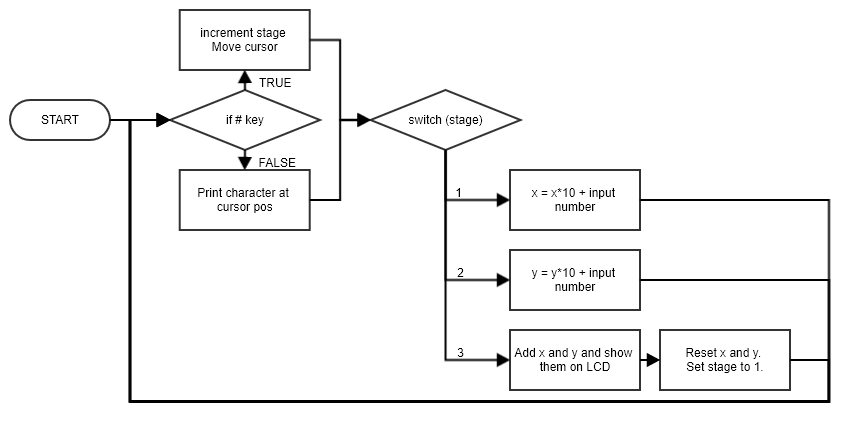 increment stage
Move cursor
TRUE
START
if # key
switch (stage)
FALSE
Print character at
cursor pos
1
x = x*10 + input
number
2
y = y*10 + input
number
3
Add x and y and show
them on LCD
Reset x and y.
Set stage to 1.